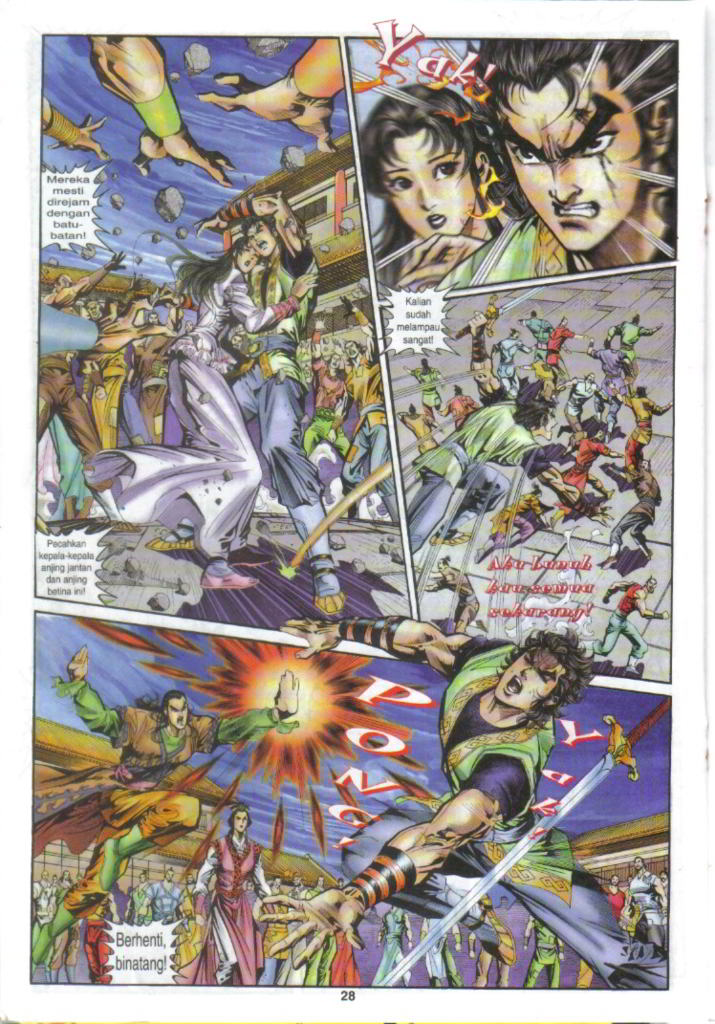 Mereka
mesti
direjam
dengan
batu-
batan!
Yak!
Kalian
sudah
melampau
sangat!
Pecahkan
kepala-kepala
anjing jantan
dan anjing
betina ini!
Aku bunuh
kau semua
sekarang!
PONG!
Yak!
Berhenti,
binatang!
28